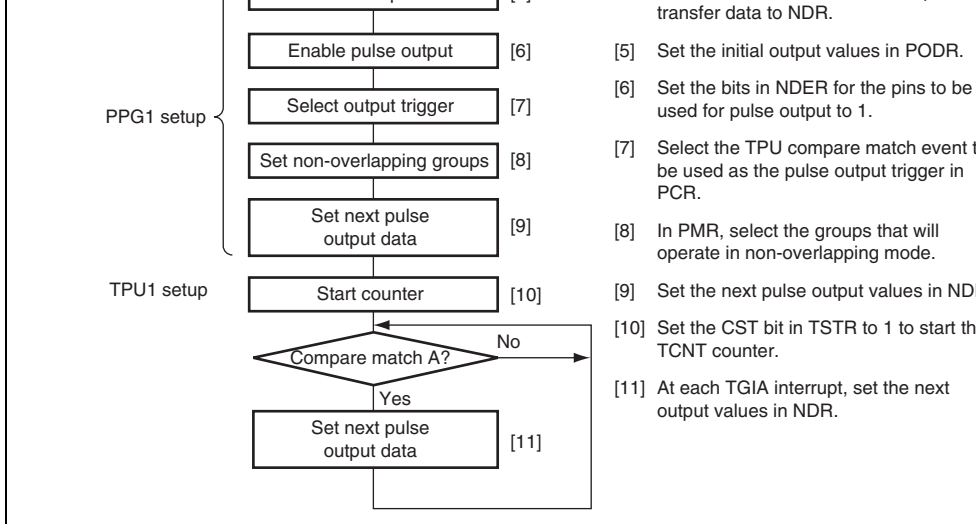 transfer data to NDR.
Enable pulse output [6]
[5] Set the initial output values in PODR.
PPG1 setup
Select output trigger [7]
[6] Set the bits in NDER for the pins to be
used for pulse output to 1.
Set non-overlapping groups [8]
[7] Select the TPU compare match event
be used as the pulse output trigger in
PCR.
Set next pulse
output data [9]
[8] In PMR, select the groups that will
operate in non-overlapping mode.
TPU1 setup
Start counter [10]
[9] Set the next pulse output values in
Compare match A?
No
[10] Set the CST bit in TSTR to 1 to start
TCNT counter.
Yes
Set next pulse
output data [11]
[11] At each TGIA interrupt, set the next
output values in NDR.